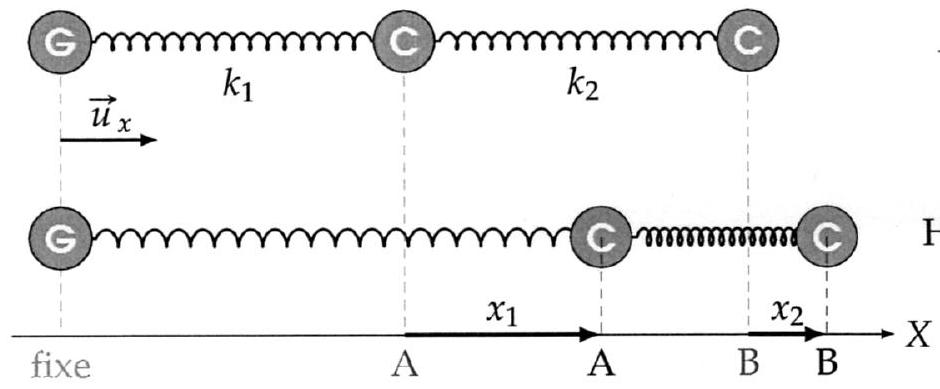 G C C
k₁ k₂
u⃗ₓ
G C C H
x₁ x₂
X
fixe A A B B